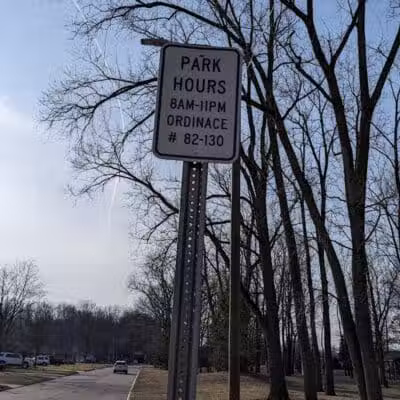 PARK
HOURS
8AM-11PM
ORDINACE
# 82-130